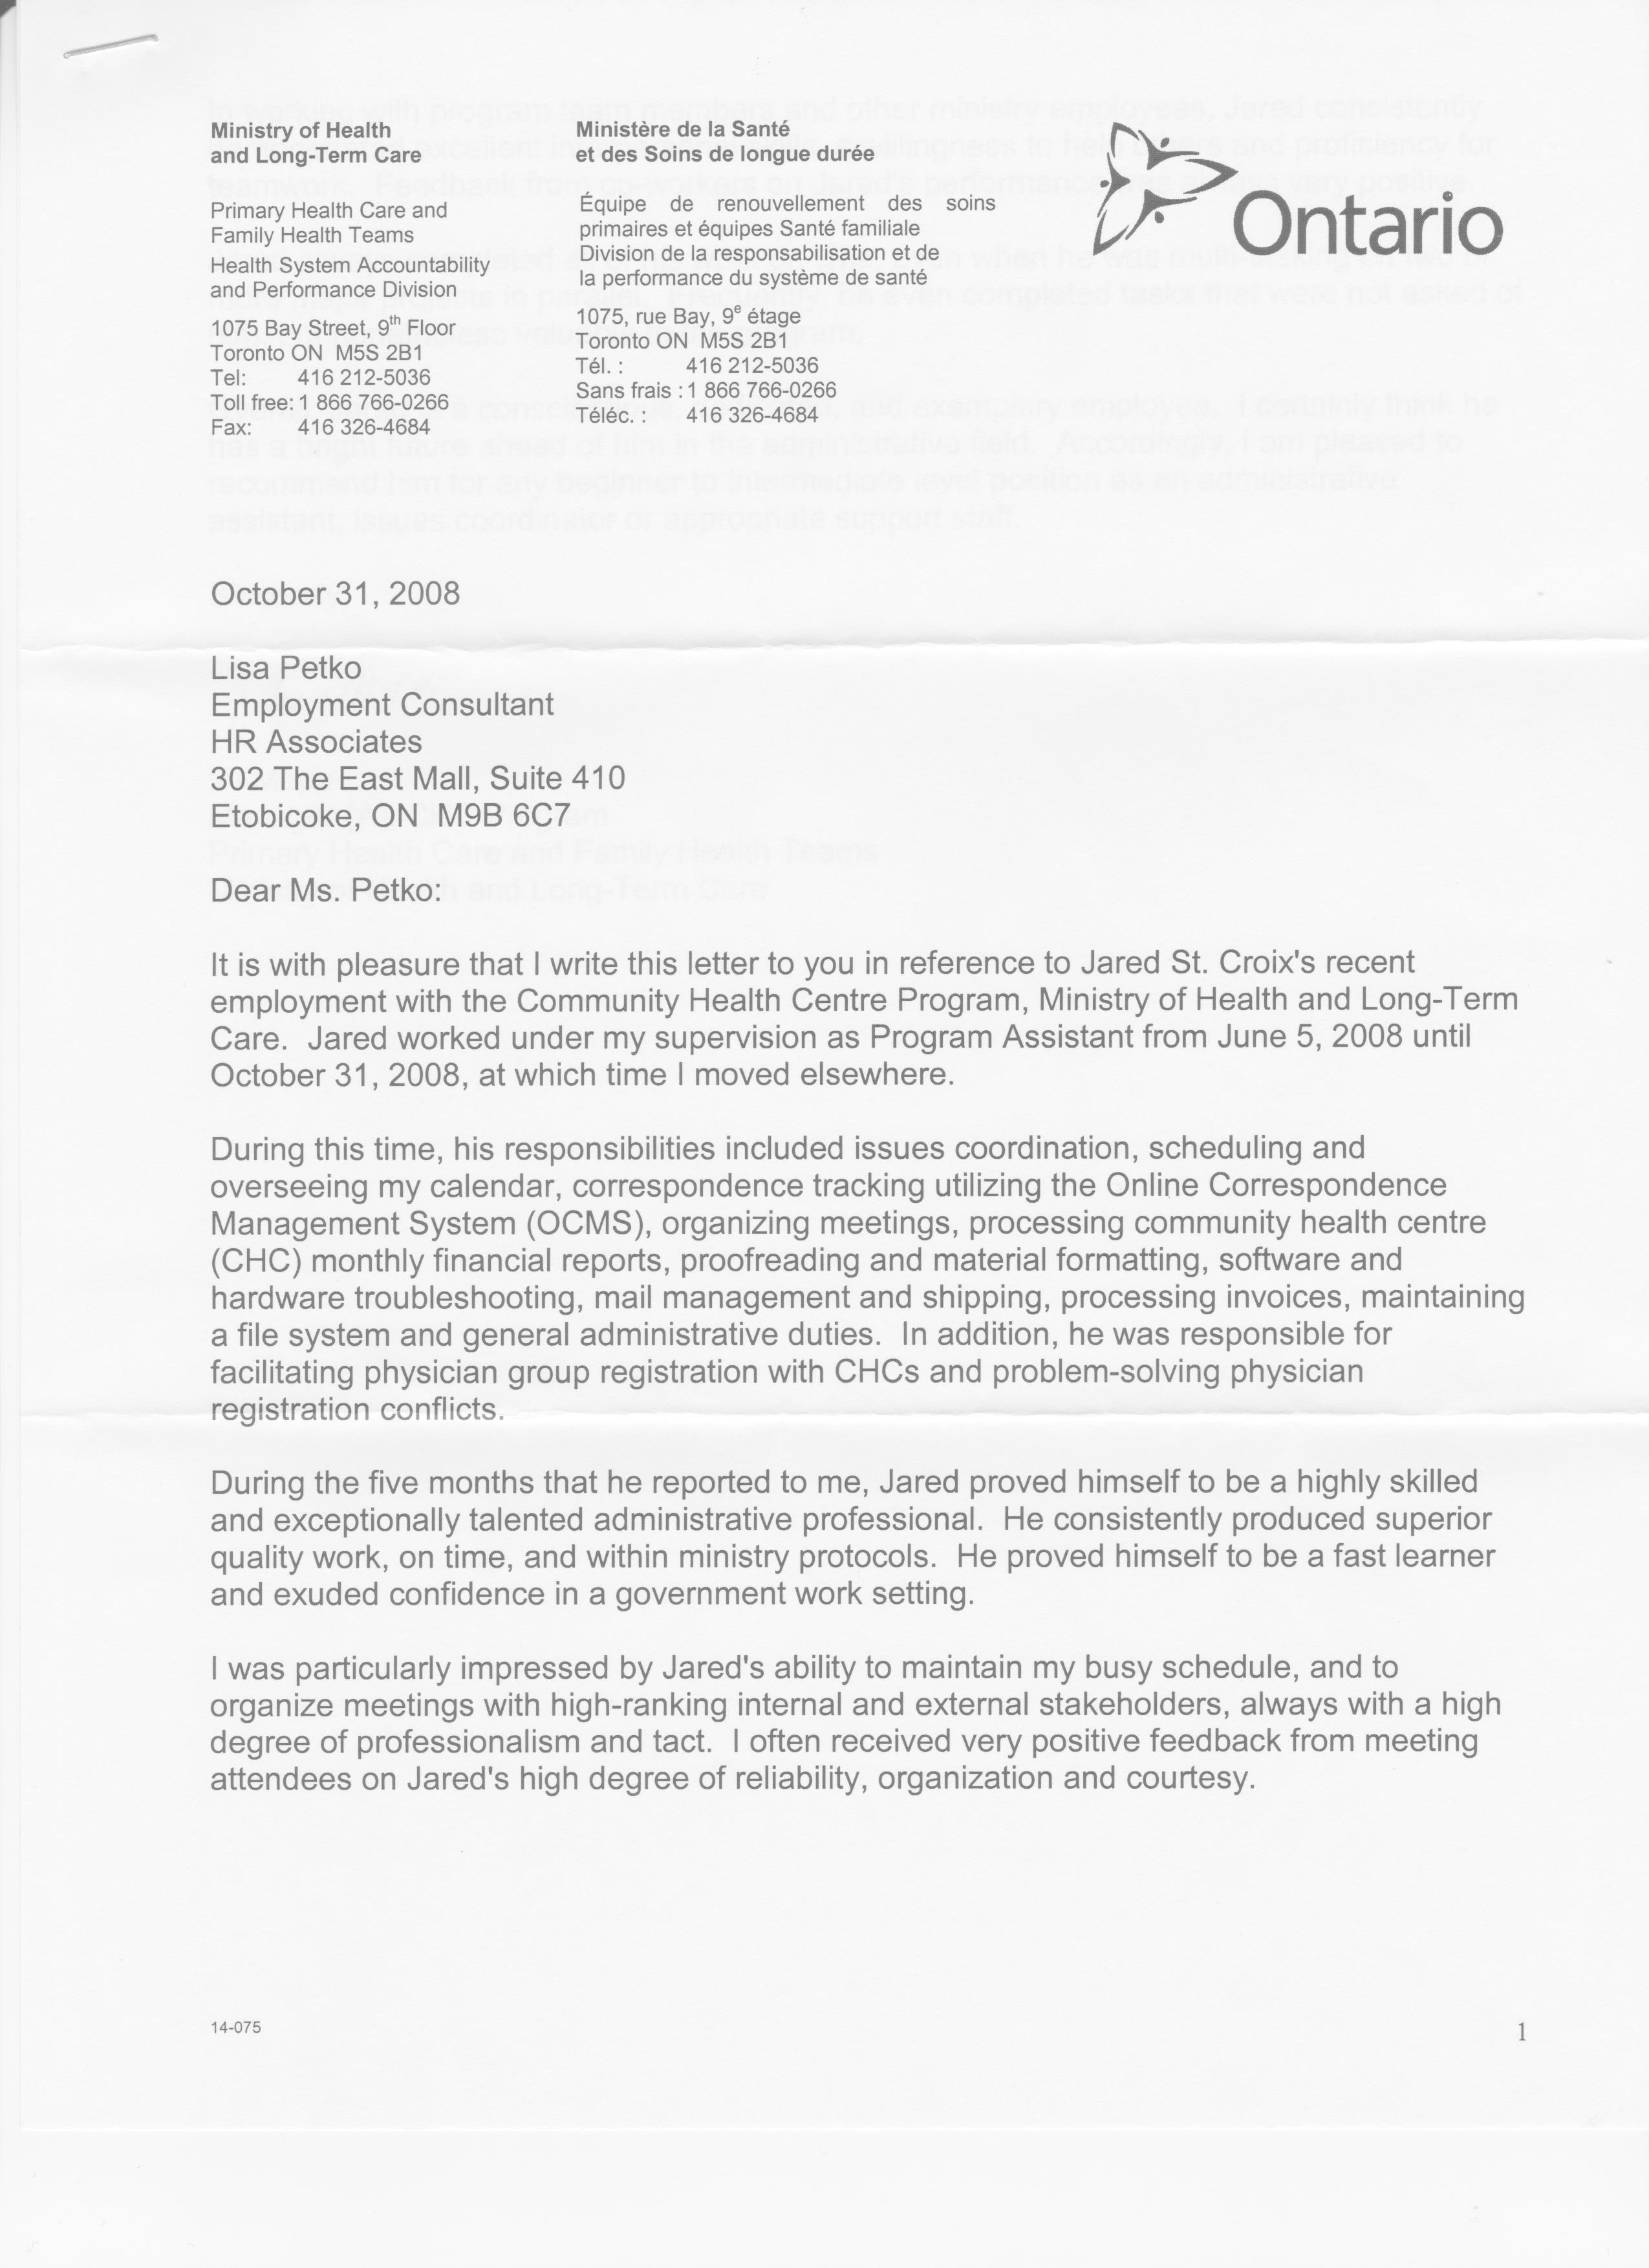 Ministry of Health
and Long-Term Care
Primary Health Care and
Family Health Teams
Health System Accountability
and Performance Division
1075 Bay Street, 9th Floor
Toronto ON M5S 2B1
Tel: 416 212-5036
Toll free: 1 866 766-0266
Fax: 416 326-4684
Ministère de la Santé
et des Soins de longue durée
Équipe de renouvellement des soins
primaires et équipes Santé familiale
Division de la responsabilisation et de
la performance du système de santé
1075, rue Bay, 9e étage
Toronto ON M5S 2B1
Tél. : 416 212-5036
Sans frais : 1 866 766-0266
Téléc. : 416 326-4684
Ontario
October 31, 2008
Lisa Petko
Employment Consultant
HR Associates
302 The East Mall, Suite 410
Etobicoke, ON M9B 6C7
Dear Ms. Petko:
It is with pleasure that I write this letter to you in reference to Jared St. Croix's recent
employment with the Community Health Centre Program, Ministry of Health and Long-Term
Care. Jared worked under my supervision as Program Assistant from June 5, 2008 until
October 31, 2008, at which time I moved elsewhere.
During this time, his responsibilities included issues coordination, scheduling and
overseeing my calendar, correspondence tracking utilizing the Online Correspondence
Management System (OCMS), organizing meetings, processing community health centre
(CHC) monthly financial reports, proofreading and material formatting, software and
hardware troubleshooting, mail management and shipping, processing invoices, maintaining
a file system and general administrative duties. In addition, he was responsible for
facilitating physician group registration with CHCs and problem-solving physician
registration conflicts.
During the five months that he reported to me, Jared proved himself to be a highly skilled
and exceptionally talented administrative professional. He consistently produced superior
quality work, on time, and within ministry protocols. He proved himself to be a fast learner
and exuded confidence in a government work setting.
I was particularly impressed by Jared's ability to maintain my busy schedule, and to
organize meetings with high-ranking internal and external stakeholders, always with a high
degree of professionalism and tact. I often received very positive feedback from meeting
attendees on Jared's high degree of reliability, organization and courtesy.
14-075
1